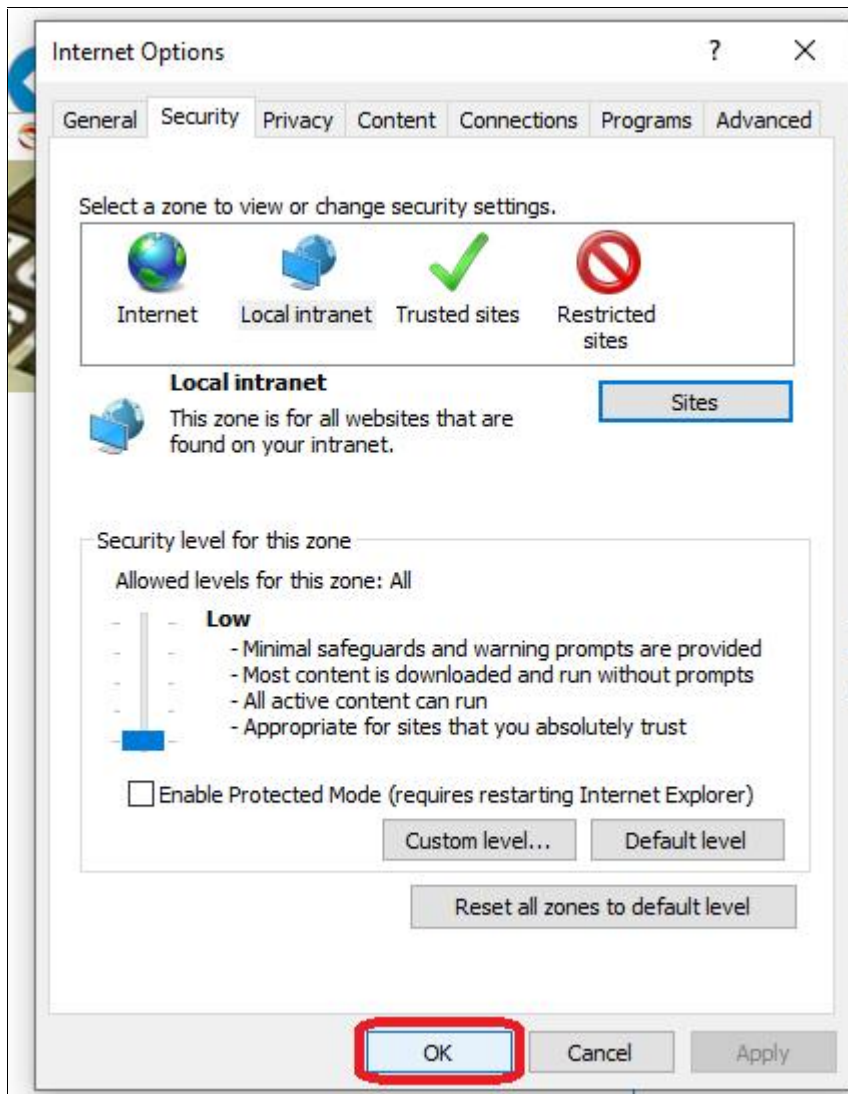 Internet Options ?
General Security Privacy Content Connections Programs Advanced
Select a zone to view or change security settings.
Internet Local intranet Trusted sites Restricted
sites
Local intranet
This zone is for all websites that are
found on your intranet.
Sites
Security level for this zone
Allowed levels for this zone: All
Low
- Minimal safeguards and warning prompts are provided
- Most content is downloaded and run without prompts
- All active content can run
- Appropriate for sites that you absolutely trust
Enable Protected Mode (requires restarting Internet Explorer)
Custom level... Default level
Reset all zones to default level
OK Cancel Apply